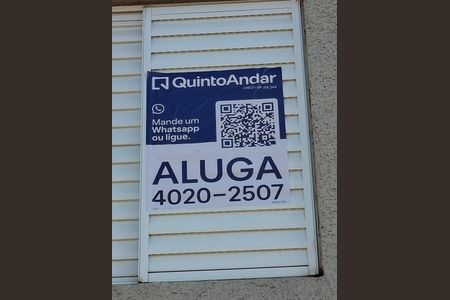 QuintoAndar
Mande um
Whatsapp
ou ligue.
ALUGA
4020-2507